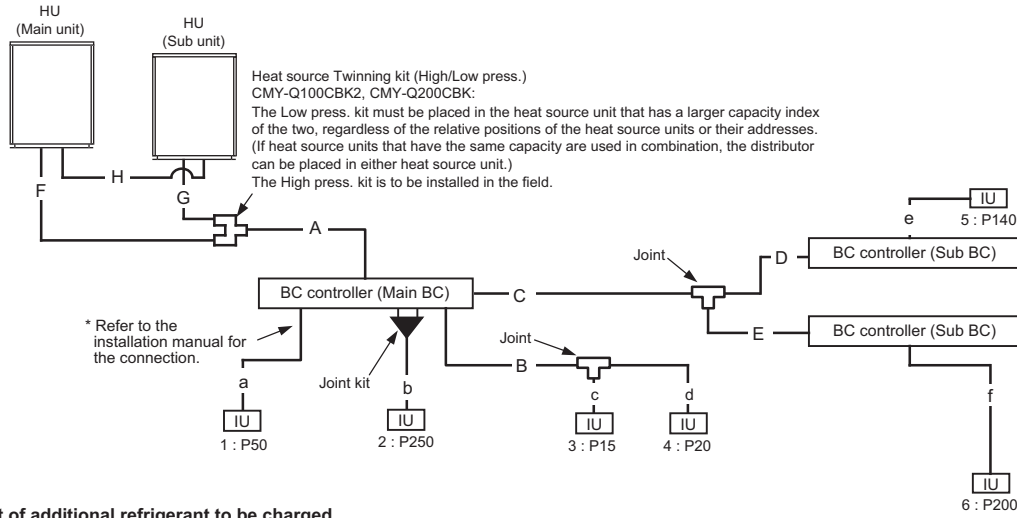 HU
(Main unit)
HU
(Sub unit)
Heat source Twinning kit (High/Low press.)
CMY-Q100CBK2, CMY-Q200CBK:
The Low press. kit must be placed in the heat source unit that has a larger capacity index
of the two, regardless of the relative positions of the heat source units or their addresses.
(If heat source units that have the same capacity are used in combination, the distributor
can be placed in either heat source unit.)
The High press. kit is to be installed in the field.
F
H
G
A
IU
e
5 : P140
Joint
D
BC controller (Sub BC)
BC controller (Main BC)
C
* Refer to the
installation manual for
the connection.
Joint
E
BC controller (Sub BC)
B
a
Joint kit
b
c
d
f
IU
1 : P50
IU
2 : P250
IU
3 : P15
IU
4 : P20
IU
6 : P200
t of additional refrigerant to be charged